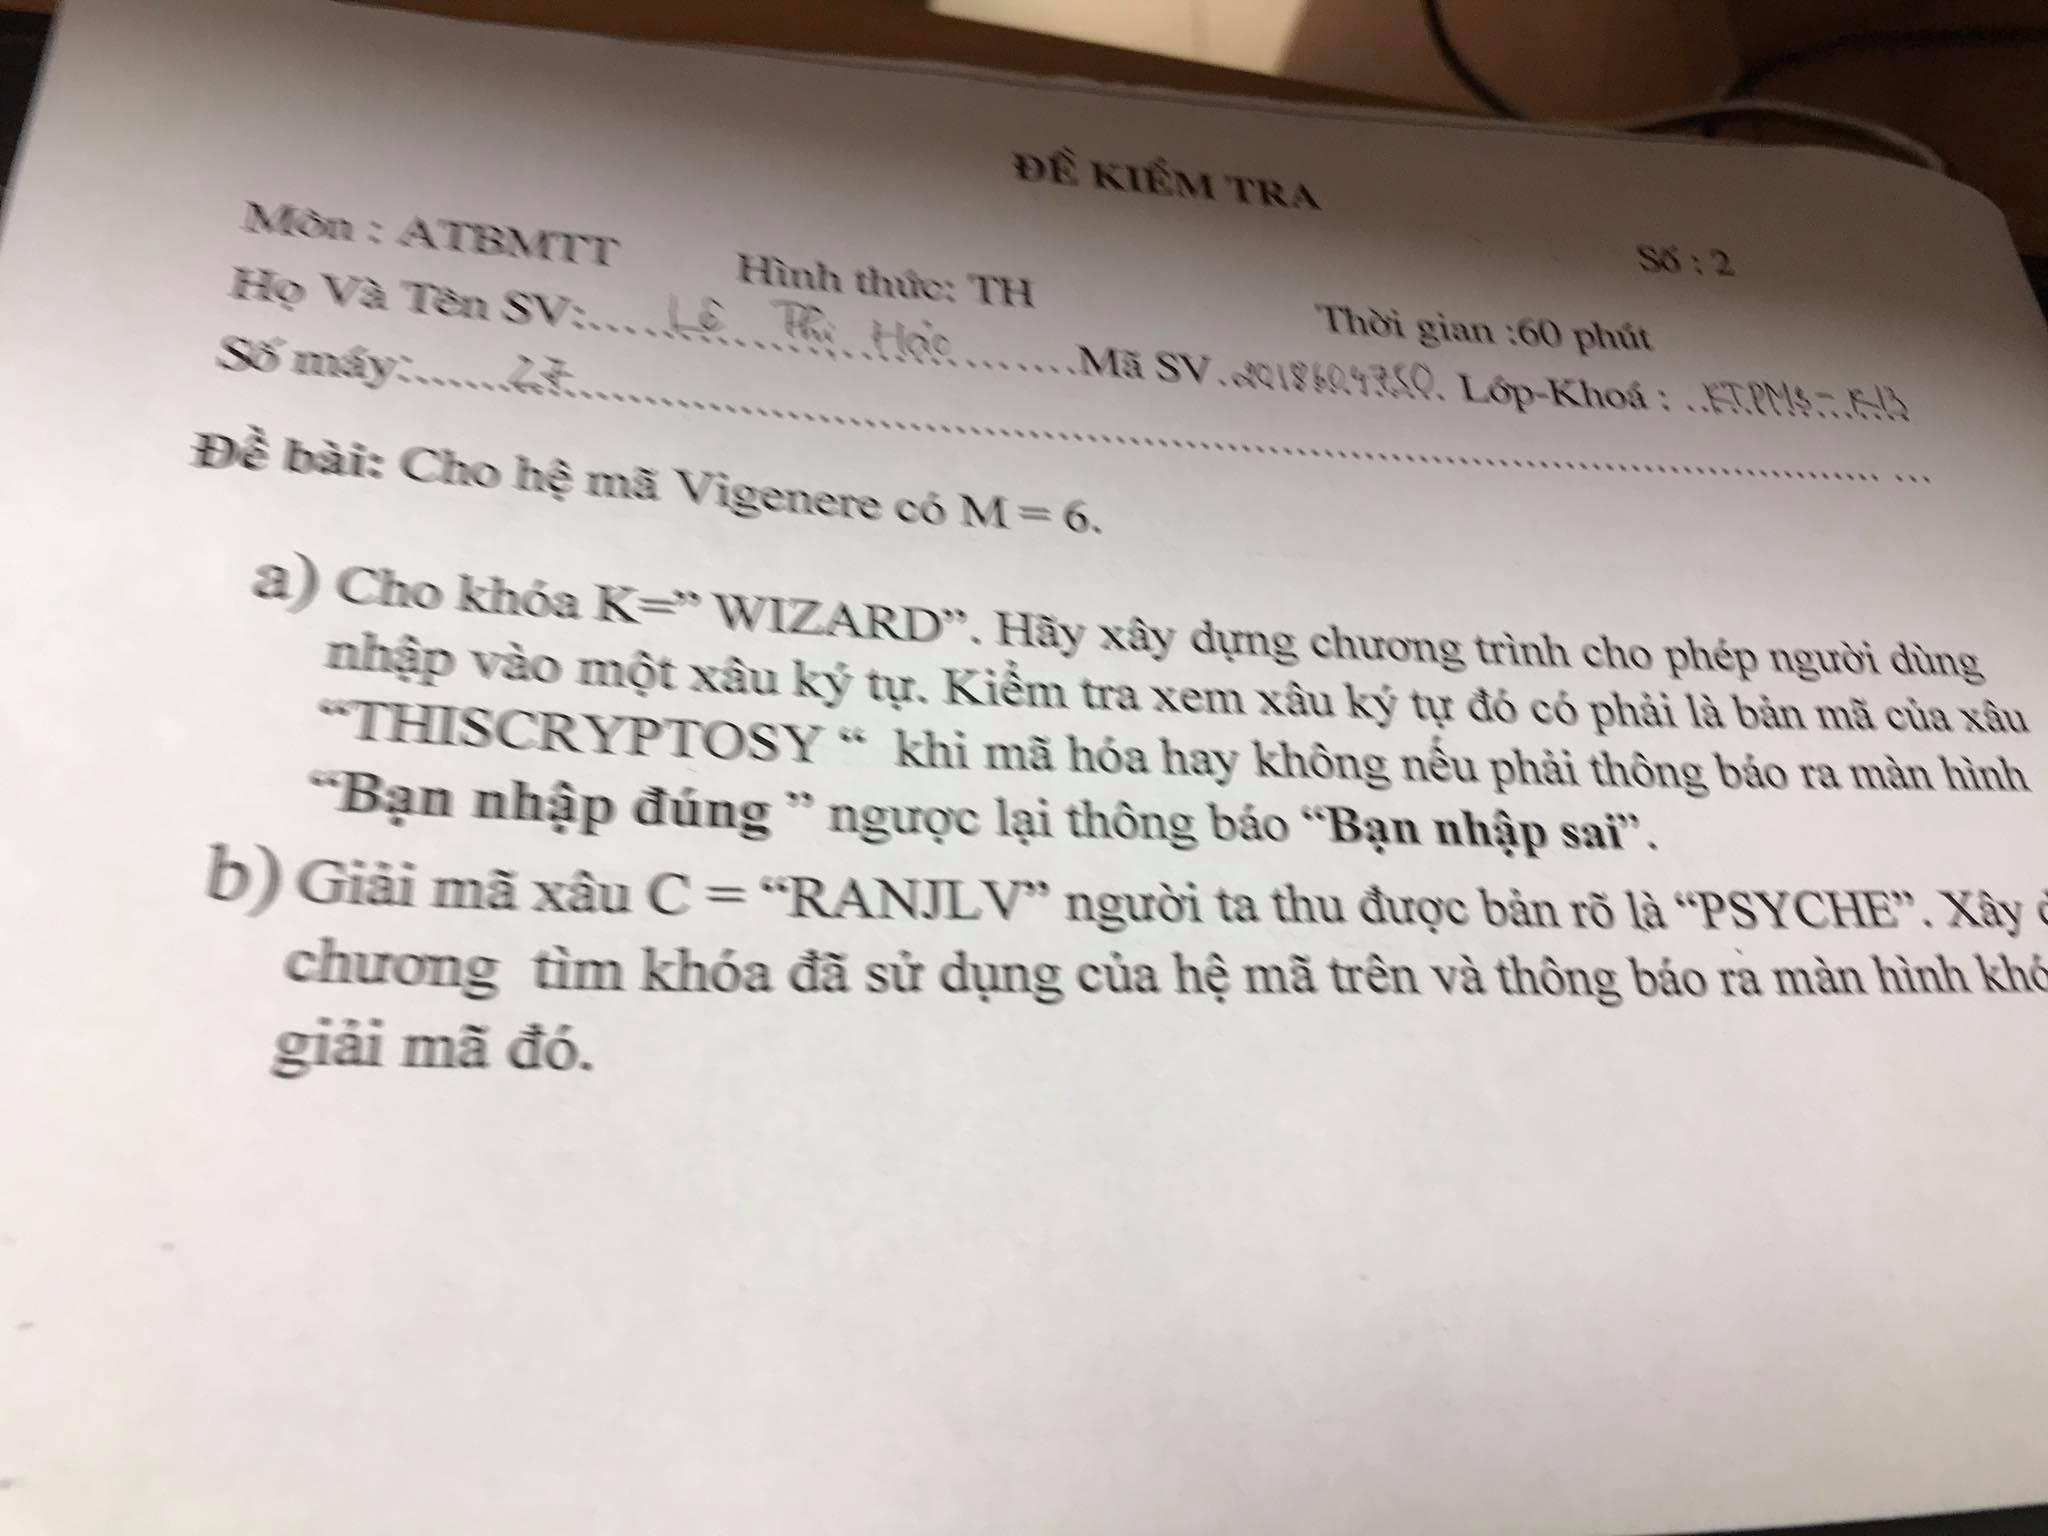 ĐỀ KIỂM TRA
Số : 2
Môn : ATBMTT Hình thức: TH Thời gian :60 phút
Họ Và Tên SV:..... Lê Thị Hảo .......Mã SV.2018604750. Lớp-Khoá : ..KTPM3-K13
Số máy:.......27...........................................................................................
Đề bài: Cho hệ mã Vigenere có M = 6.
a) Cho khóa K=” WIZARD”. Hãy xây dựng chương trình cho phép người dùng
nhập vào một xâu ký tự. Kiểm tra xem xâu ký tự đó có phải là bản mã của xâu
“THISCRYPTOSY “ khi mã hóa hay không nếu phải thông báo ra màn hình
“Bạn nhập đúng ” ngược lại thông báo “Bạn nhập sai”.
b) Giải mã xâu C = “RANJLV” người ta thu được bản rõ là “PSYCHE”. Xây
chương tìm khóa đã sử dụng của hệ mã trên và thông báo ra màn hình
giải mã đó.